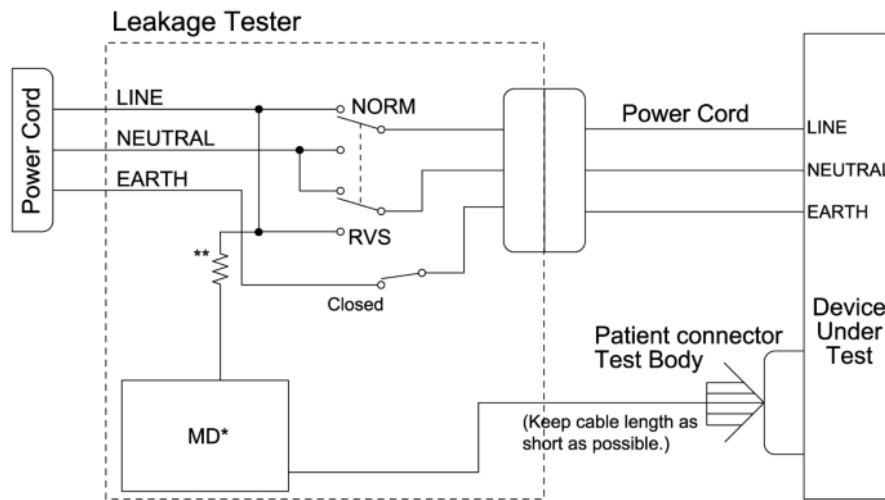 Leakage Tester
Power Cord
LINE
NEUTRAL
EARTH
NORM
RVS
**
Closed
MD*
Power Cord
LINE
NEUTRAL
EARTH
Device
Under
Test
Patient connector
Test Body
(Keep cable length as
short as possible.)